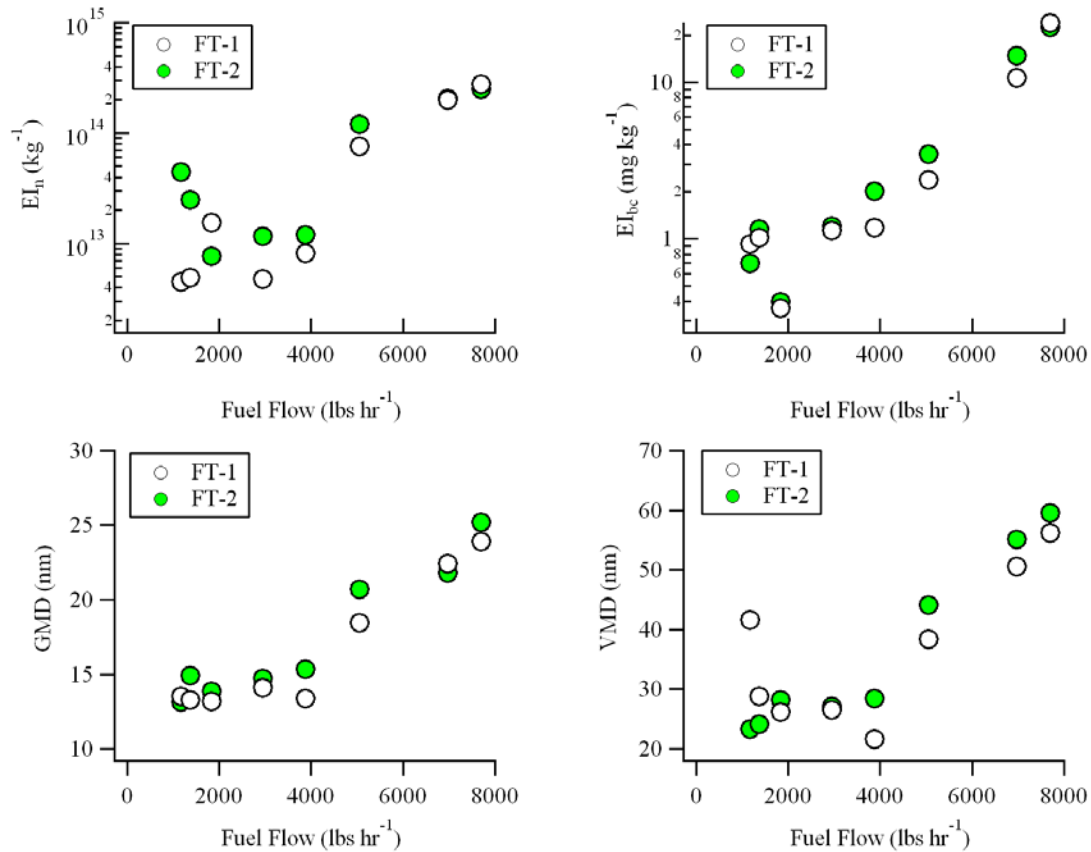 EI_n (kg^-1)
10^15
6
4
2
10^14
6
4
2
10^13
6
4
2
FT-1
FT-2
0 2000 4000 6000 8000
Fuel Flow (lbs hr^-1)
EI_bc (mg kg^-1)
2
10
8
6
4
2
1
8
6
4
FT-1
FT-2
0 2000 4000 6000 8000
Fuel Flow (lbs hr^-1)
GMD (nm)
30
25
20
15
10
FT-1
FT-2
0 2000 4000 6000 8000
Fuel Flow (lbs hr^-1)
VMD (nm)
70
60
50
40
30
20
FT-1
FT-2
0 2000 4000 6000 8000
Fuel Flow (lbs hr^-1)